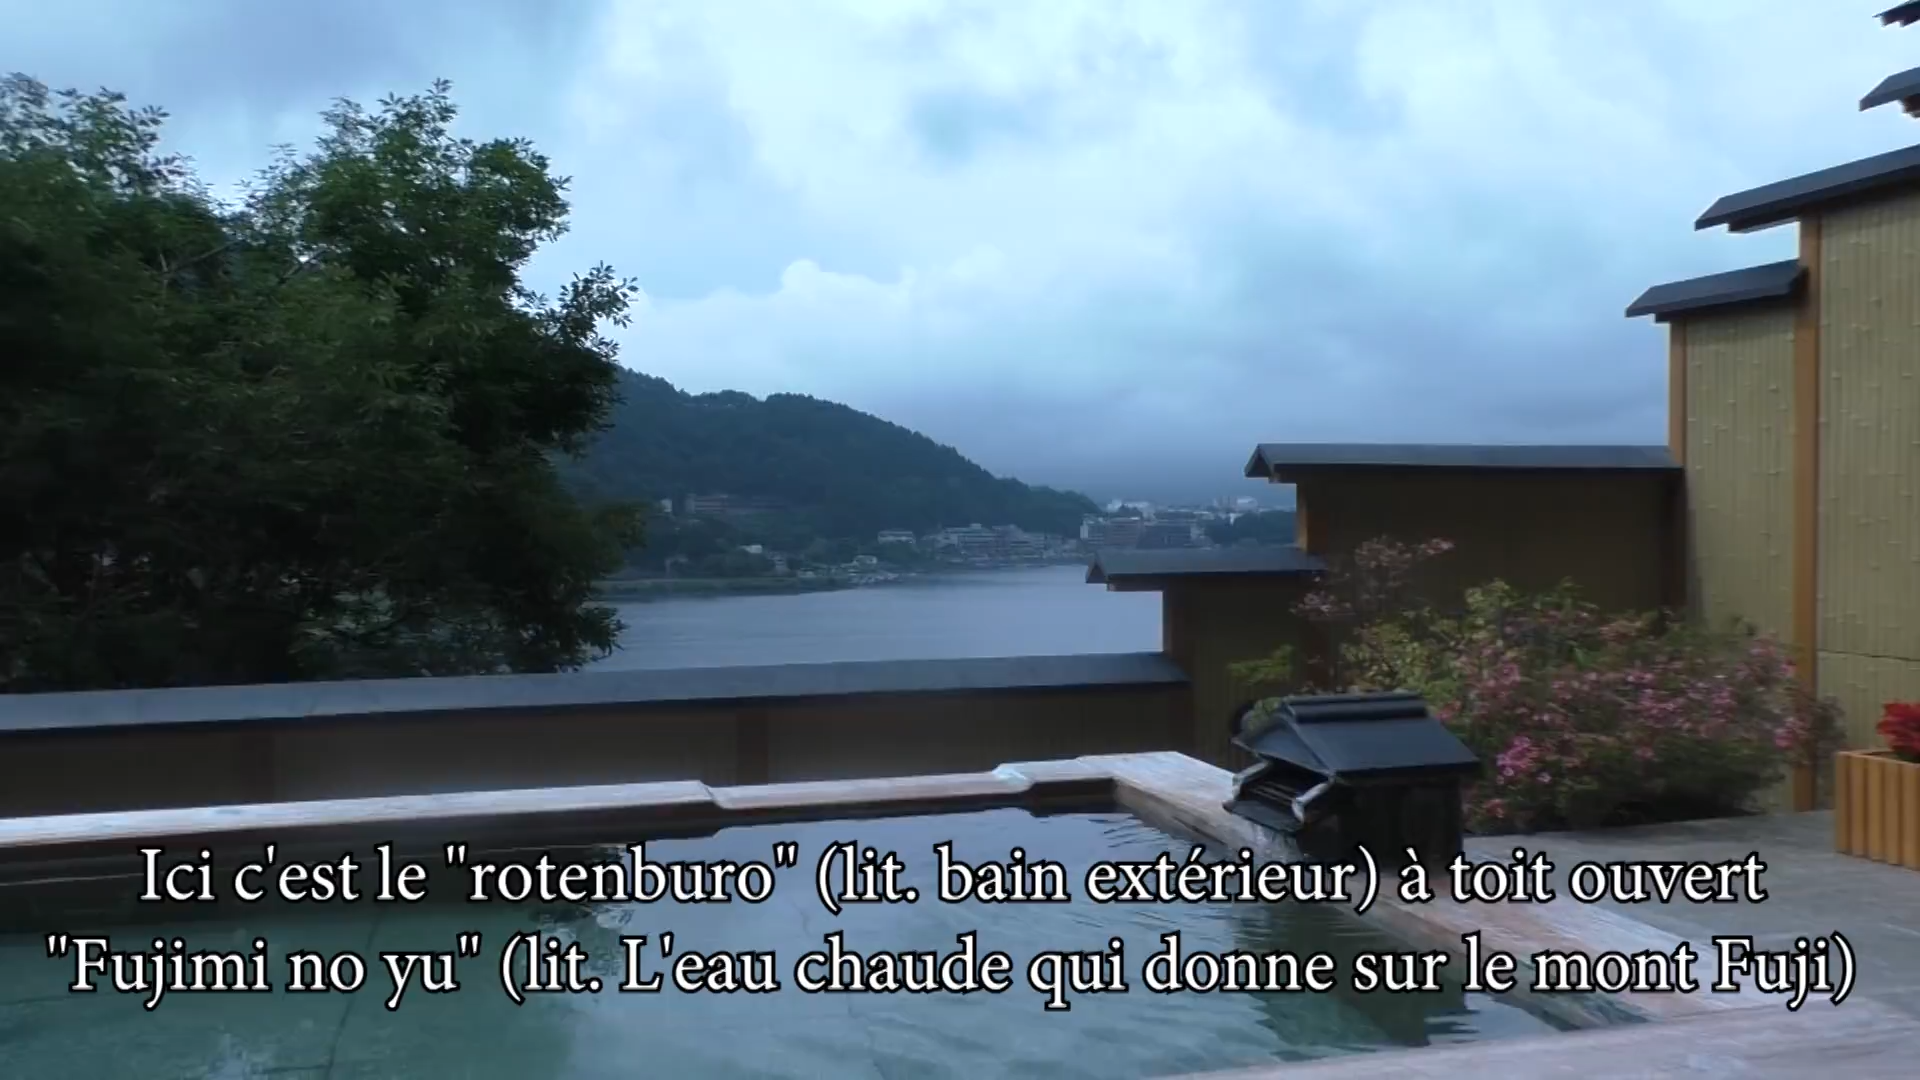 Ici c'est le "rotenburo" (lit. bain extérieur) à toit ouvert
"Fujimi no yu" (lit. L'eau chaude qui donne sur le mont Fuji)